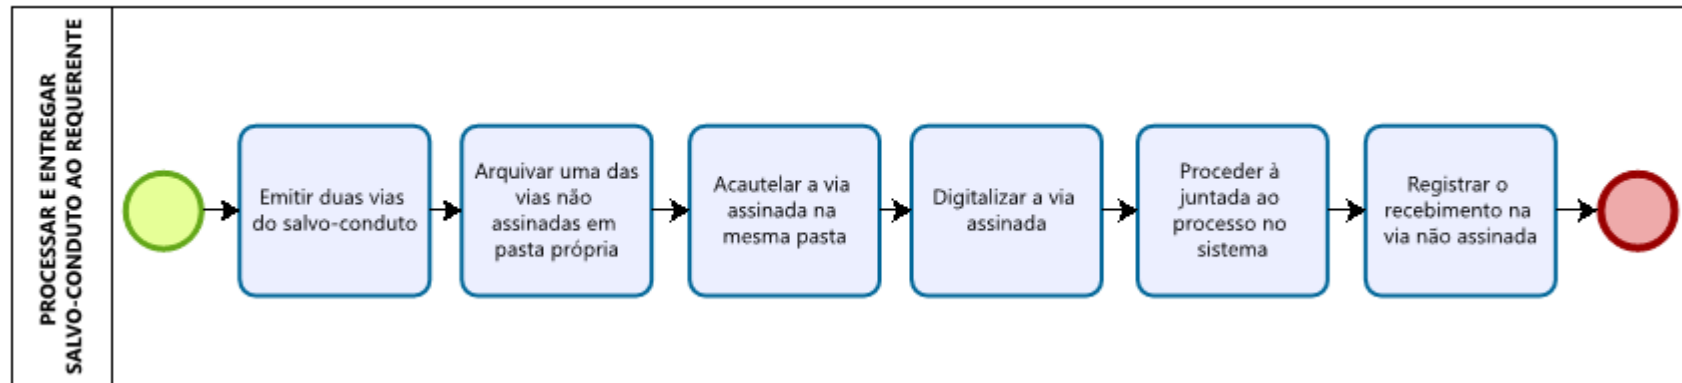 PROCESSAR E ENTREGAR
SALVO-CONDUTO AO REQUERENTE
Emitir duas vias
do salvo-conduto
Arquivar uma das
vias não
assinadas em
pasta própria
Acautelar a via
assinada na
mesma pasta
Digitalizar a via
assinada
Proceder à
juntada ao
processo no
sistema
Registrar o
recebimento na
via não assinada